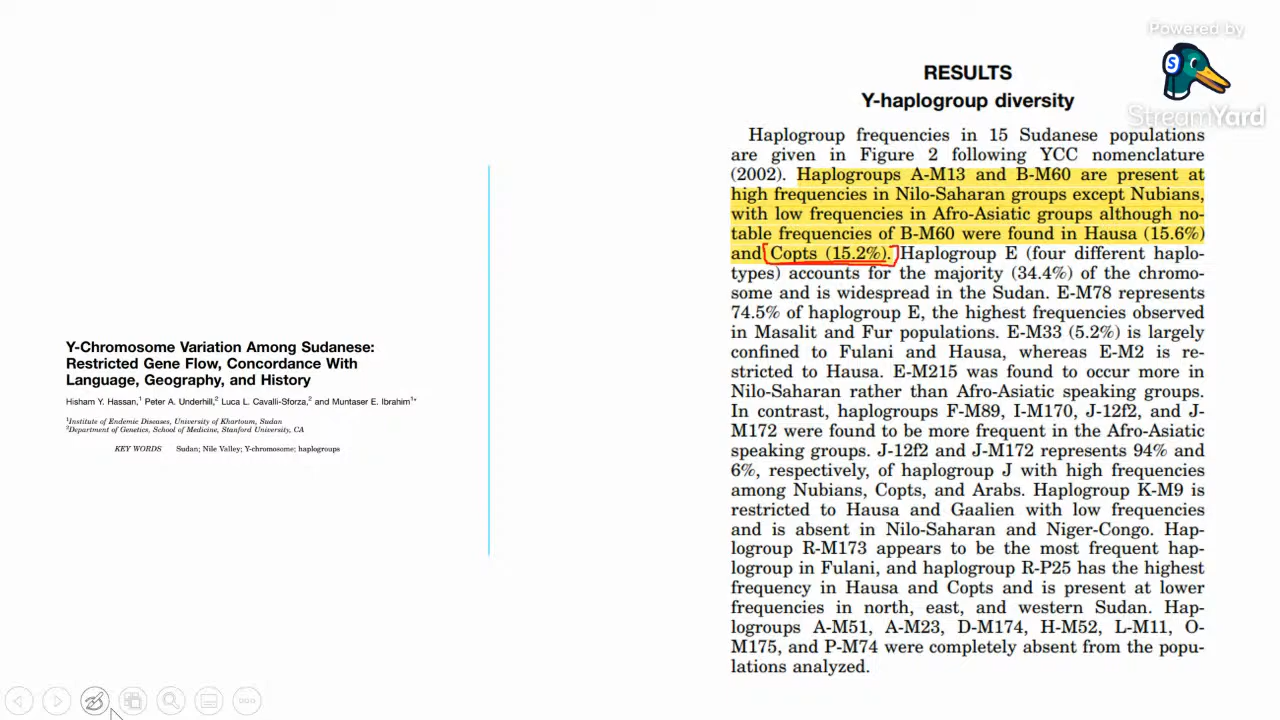 Powered by
S
StreamYard
Y-Chromosome Variation Among Sudanese:
Restricted Gene Flow, Concordance With
Language, Geography, and History
Hisham Y. Hassan,¹ Peter A. Underhill,² Luca L. Cavalli-Sforza,² and Muntaser E. Ibrahim¹*
¹Institute of Endemic Diseases, University of Khartoum, Sudan
²Department of Genetics, School of Medicine, Stanford University, CA
KEY WORDS Sudan; Nile Valley; Y-chromosome; haplogroups
RESULTS
Y-haplogroup diversity
Haplogroup frequencies in 15 Sudanese populations
are given in Figure 2 following YCC nomenclature
(2002). Haplogroups A-M13 and B-M60 are present at
high frequencies in Nilo-Saharan groups except Nubians,
with low frequencies in Afro-Asiatic groups although no-
table frequencies of B-M60 were found in Hausa (15.6%)
and Copts (15.2%). Haplogroup E (four different haplo-
types) accounts for the majority (34.4%) of the chromo-
some and is widespread in the Sudan. E-M78 represents
74.5% of haplogroup E, the highest frequencies observed
in Masalit and Fur populations. E-M33 (5.2%) is largely
confined to Fulani and Hausa, whereas E-M2 is re-
stricted to Hausa. E-M215 was found to occur more in
Nilo-Saharan rather than Afro-Asiatic speaking groups.
In contrast, haplogroups F-M89, I-M170, J-12f2, and J-
M172 were found to be more frequent in the Afro-Asiatic
speaking groups. J-12f2 and J-M172 represents 94% and
6%, respectively, of haplogroup J with high frequencies
among Nubians, Copts, and Arabs. Haplogroup K-M9 is
restricted to Hausa and Gaalien with low frequencies
and is absent in Nilo-Saharan and Niger-Congo. Hap-
logroup R-M173 appears to be the most frequent hap-
logroup in Fulani, and haplogroup R-P25 has the highest
frequency in Hausa and Copts and is present at lower
frequencies in north, east, and western Sudan. Hap-
logroups A-M51, A-M23, D-M174, H-M52, L-M11, O-
M175, and P-M74 were completely absent from the popu-
lations analyzed.